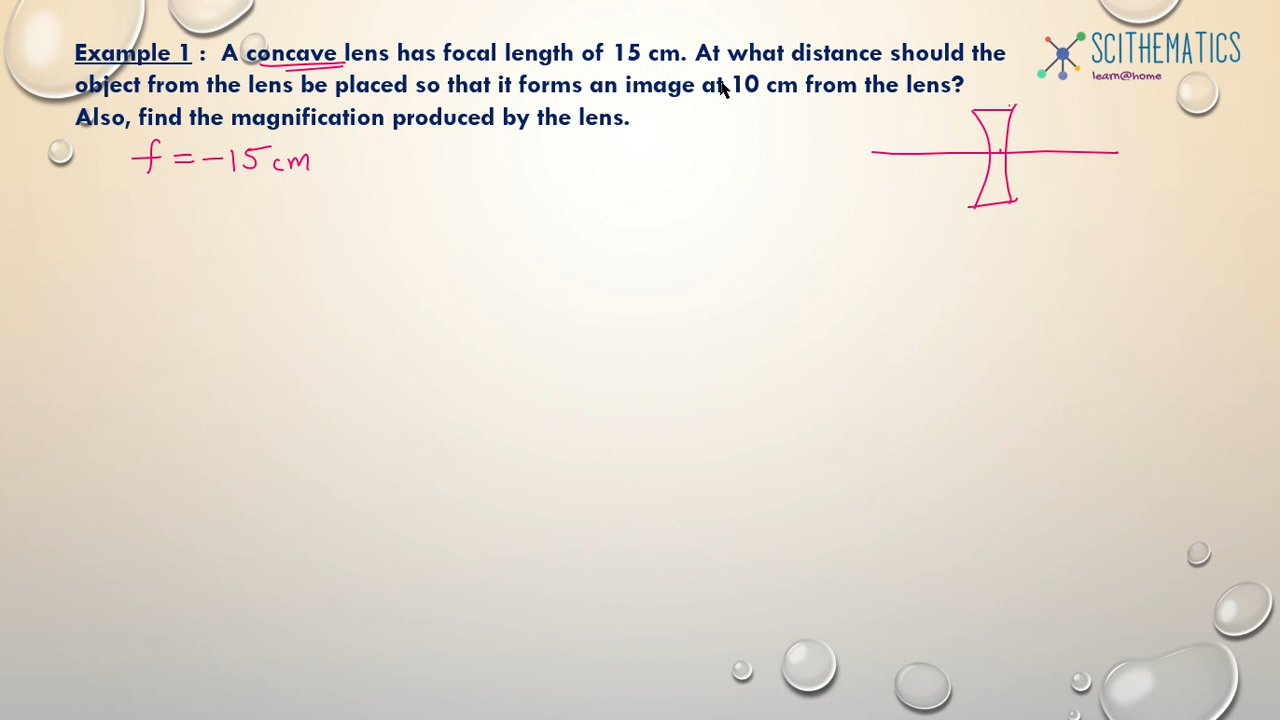 Example 1 : A concave lens has focal length of 15 cm. At what distance should the
object from the lens be placed so that it forms an image at 10 cm from the lens?
Also, find the magnification produced by the lens.
f = -15 cm
SCITHEMATICS
learn@home